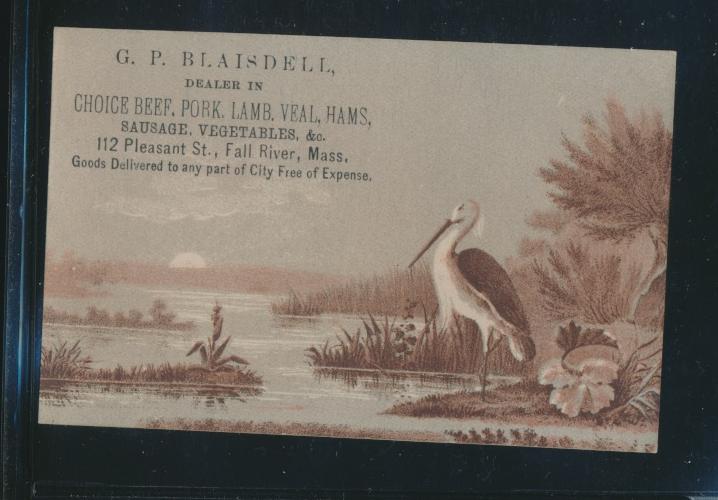 G. P. BLAISDELL,
DEALER IN
CHOICE BEEF, PORK, LAMB, VEAL, HAMS,
SAUSAGE, VEGETABLES, &c.
112 Pleasant St., Fall River, Mass.
Goods Delivered to any part of City Free of Expense.